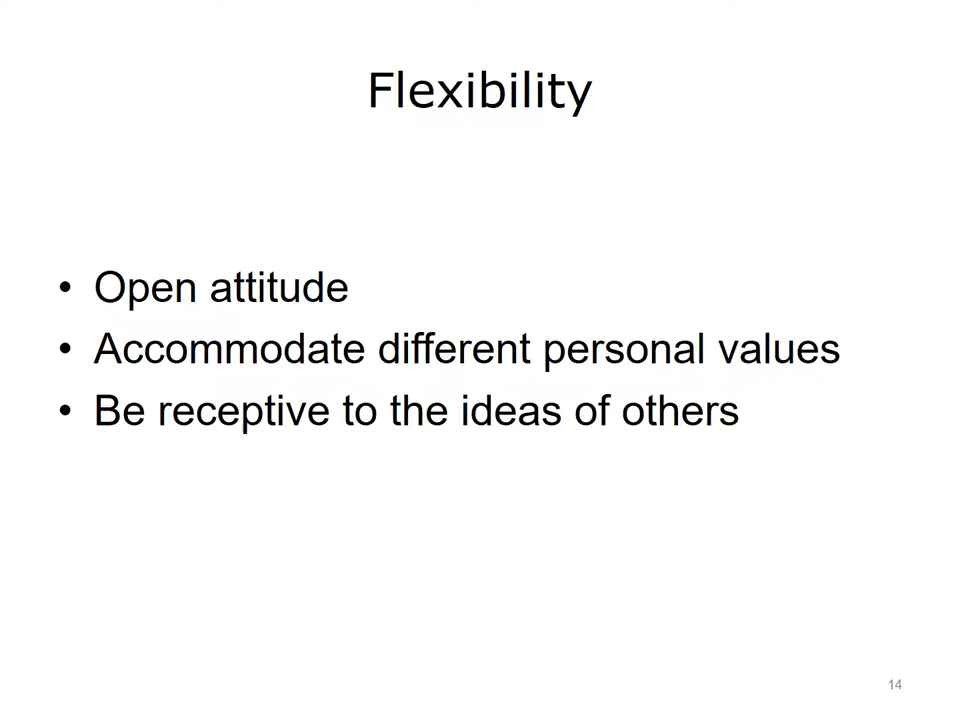 Flexibility
• Open attitude
• Accommodate different personal values
• Be receptive to the ideas of others
14